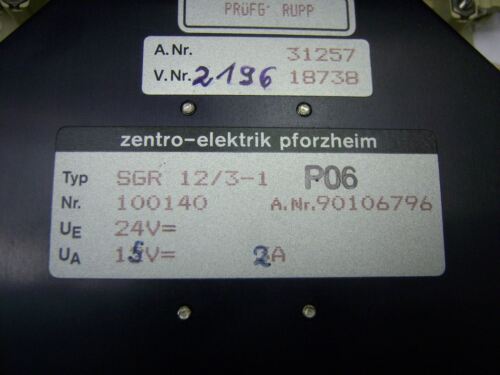 PRÜFG· RUPP
A.Nr. 31257
V.Nr. 2196 18738
zentro-elektrik pforzheim
Typ SGR 12/3-1 P06
Nr. 100140 A.Nr.90106796
UE 24V=
UA 15V= 2A